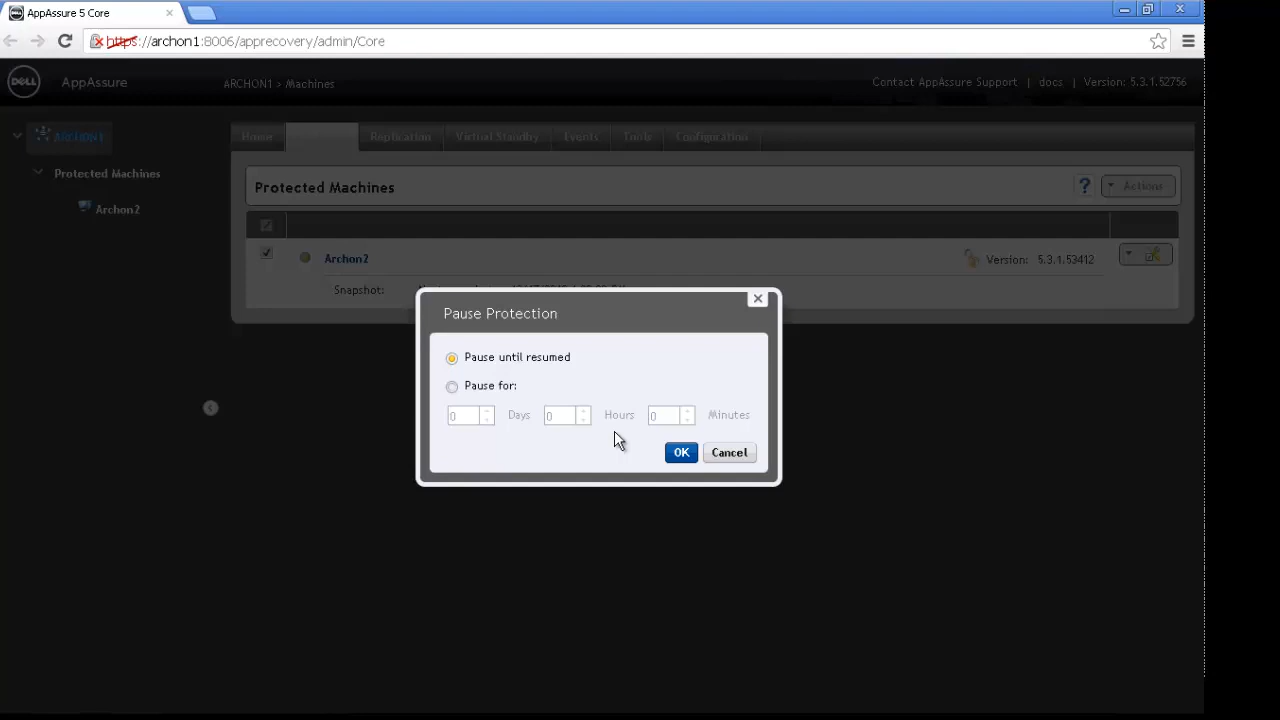 AppAssure 5 Core
https://archon1:8006/apprecovery/admin/Core
DELL AppAssure ARCHON1 > Machines Contact AppAssure Support | docs | Version: 5.3.1.52756
ARCHON1
Home Replication Virtual Standby Events Tools Configuration
Protected Machines
Protected Machines ? Actions
Archon2
Archon2 Version: 5.3.1.53412
Snapshot:
Pause Protection
Pause until resumed
Pause for:
0 Days 0 Hours 0 Minutes
OK Cancel